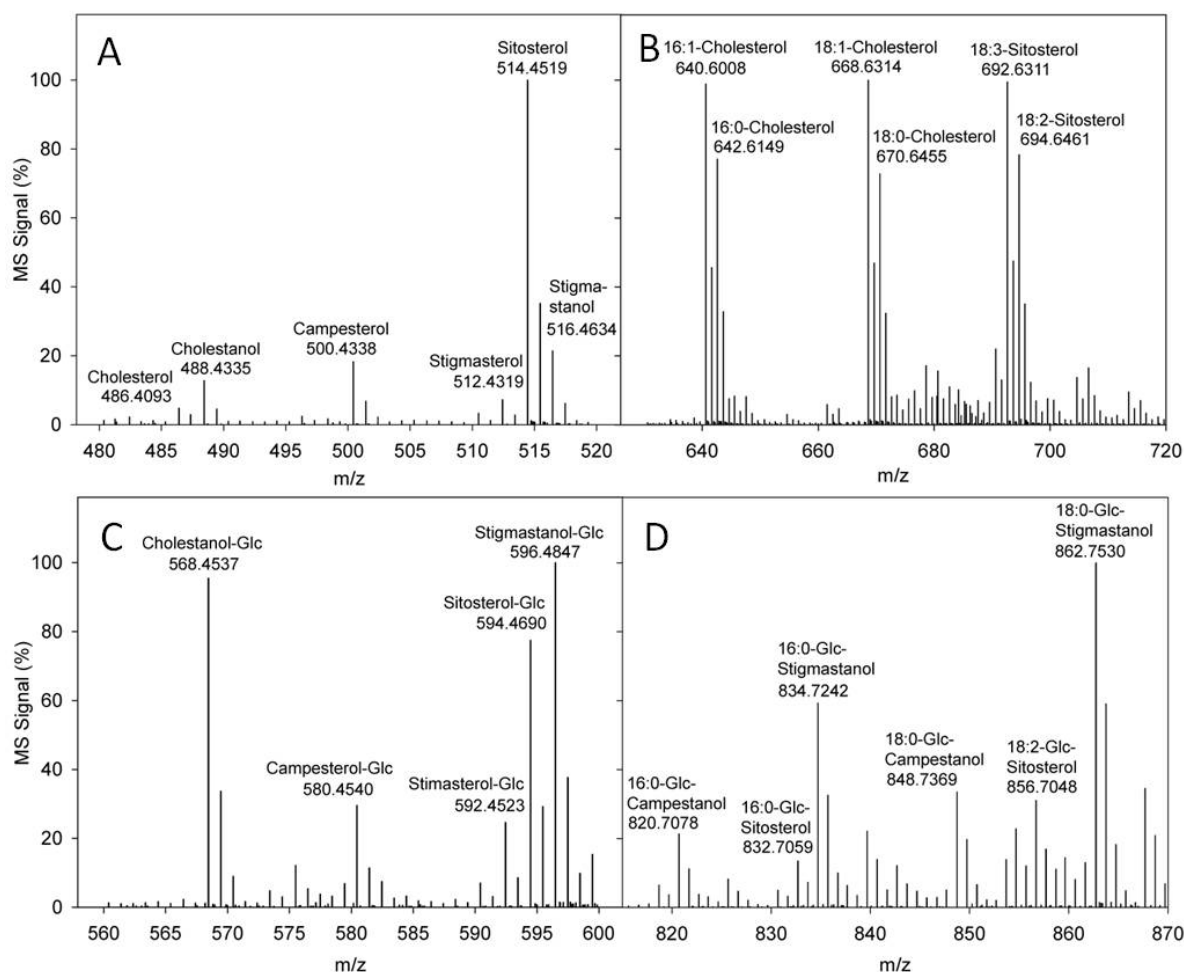 A
Sitosterol
514.4519
Stigma-
stanol
516.4634
Campesterol
500.4338
Stigmasterol
512.4319
Cholestanol
488.4335
Cholesterol
486.4093
MS Signal (%)
100
80
60
40
20
0
480 485 490 495 500 505 510 515 520
m/z
B
16:1-Cholesterol
640.6008
18:1-Cholesterol
668.6314
18:3-Sitosterol
692.6311
16:0-Cholesterol
642.6149
18:0-Cholesterol
670.6455
18:2-Sitosterol
694.6461
640 660 680 700 720
m/z
C
Cholestanol-Glc
568.4537
Stigmastanol-Glc
596.4847
Sitosterol-Glc
594.4690
Campesterol-Glc
580.4540
Stimasterol-Glc
592.4523
MS Signal (%)
100
80
60
40
20
0
560 565 570 575 580 585 590 595 600
m/z
D
18:0-Glc-
Stigmastanol
862.7530
16:0-Glc-
Stigmastanol
834.7242
18:0-Glc-
Campestanol
848.7369
18:2-Glc-
Sitosterol
856.7048
16:0-Glc-
Campestanol
820.7078
16:0-Glc-
Sitosterol
832.7059
820 830 840 850 860 870
m/z